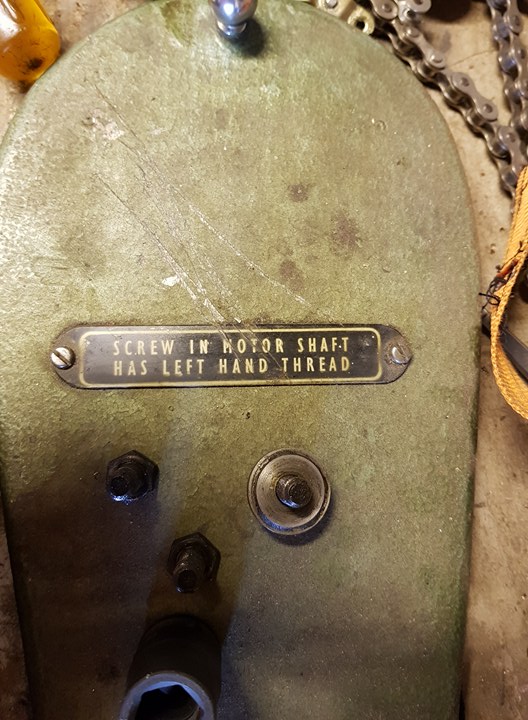 SCREW IN MOTOR SHAFT
HAS LEFT HAND THREAD